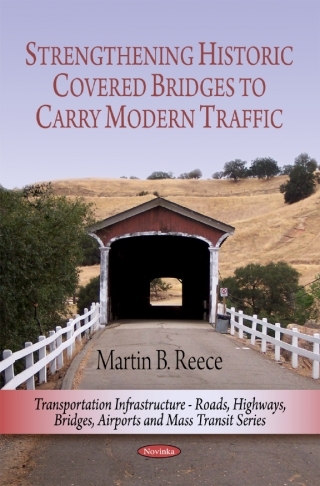 STRENGTHENING HISTORIC
COVERED BRIDGES TO
CARRY MODERN TRAFFIC
Martin B. Reece
Transportation Infrastructure - Roads, Highways,
Bridges, Airports and Mass Transit Series
Novinka